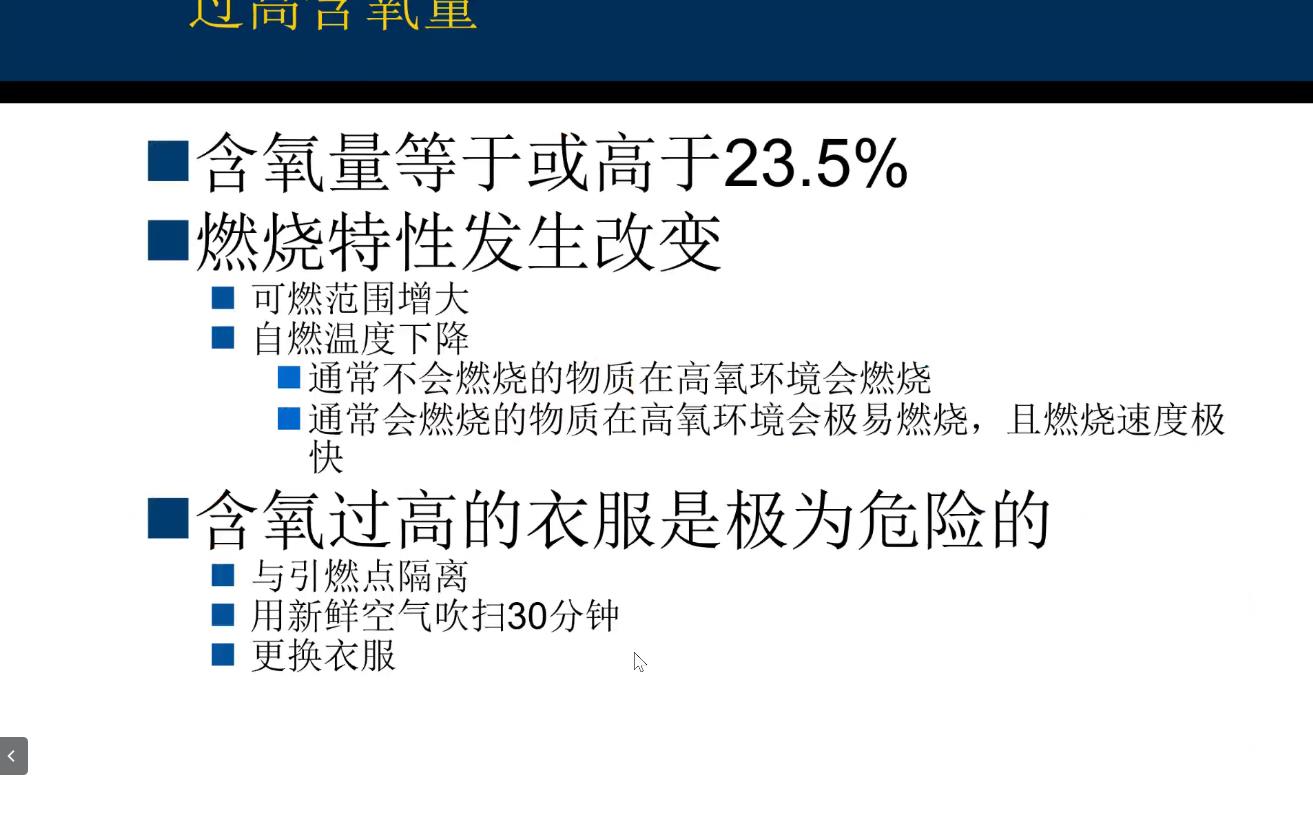 过高含氧量
含氧量等于或高于23.5%
燃烧特性发生改变
可燃范围增大
自燃温度下降
通常不会燃烧的物质在高氧环境会燃烧
通常会燃烧的物质在高氧环境会极易燃烧，且燃烧速度极
快
含氧过高的衣服是极为危险的
与引燃点隔离
用新鲜空气吹扫30分钟
更换衣服